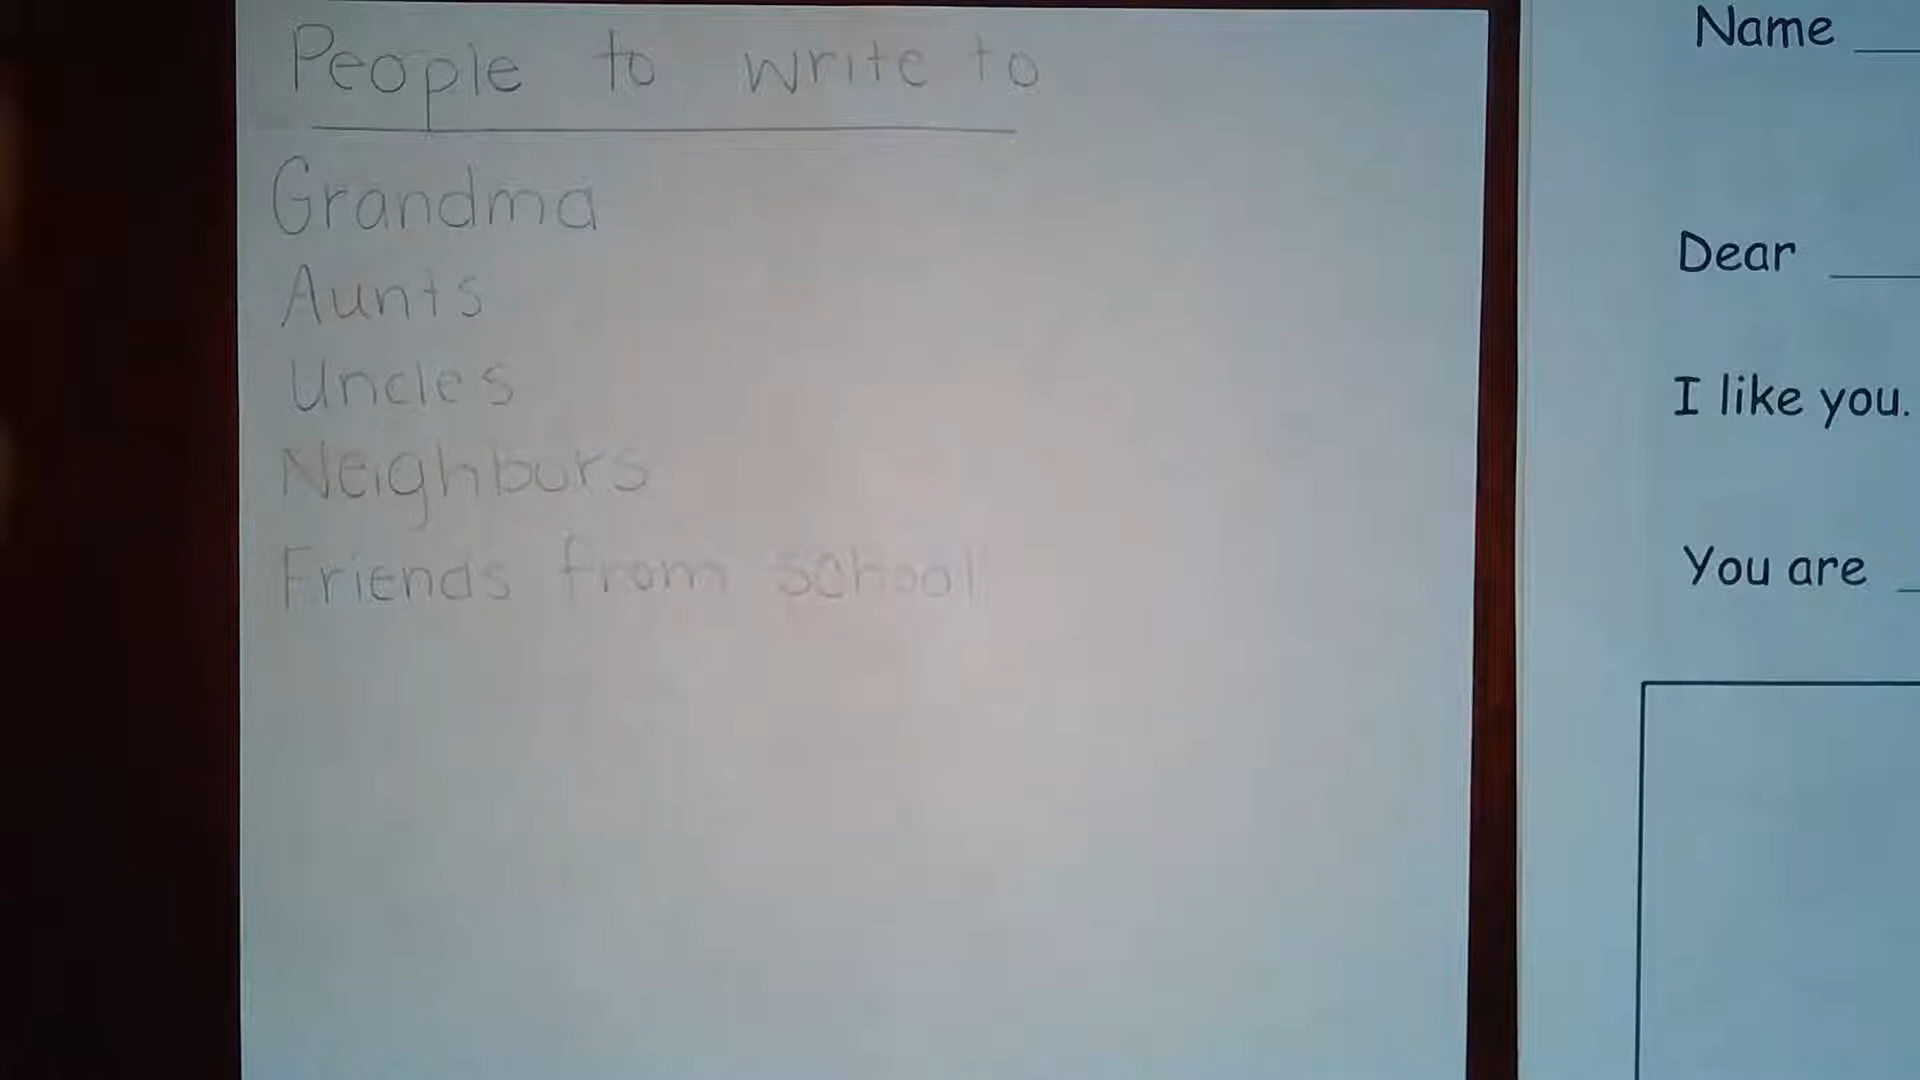 People to write to
Grandma
Aunts
Uncles
Neighbors
Friends from school
Name
Dear
I like you.
You are